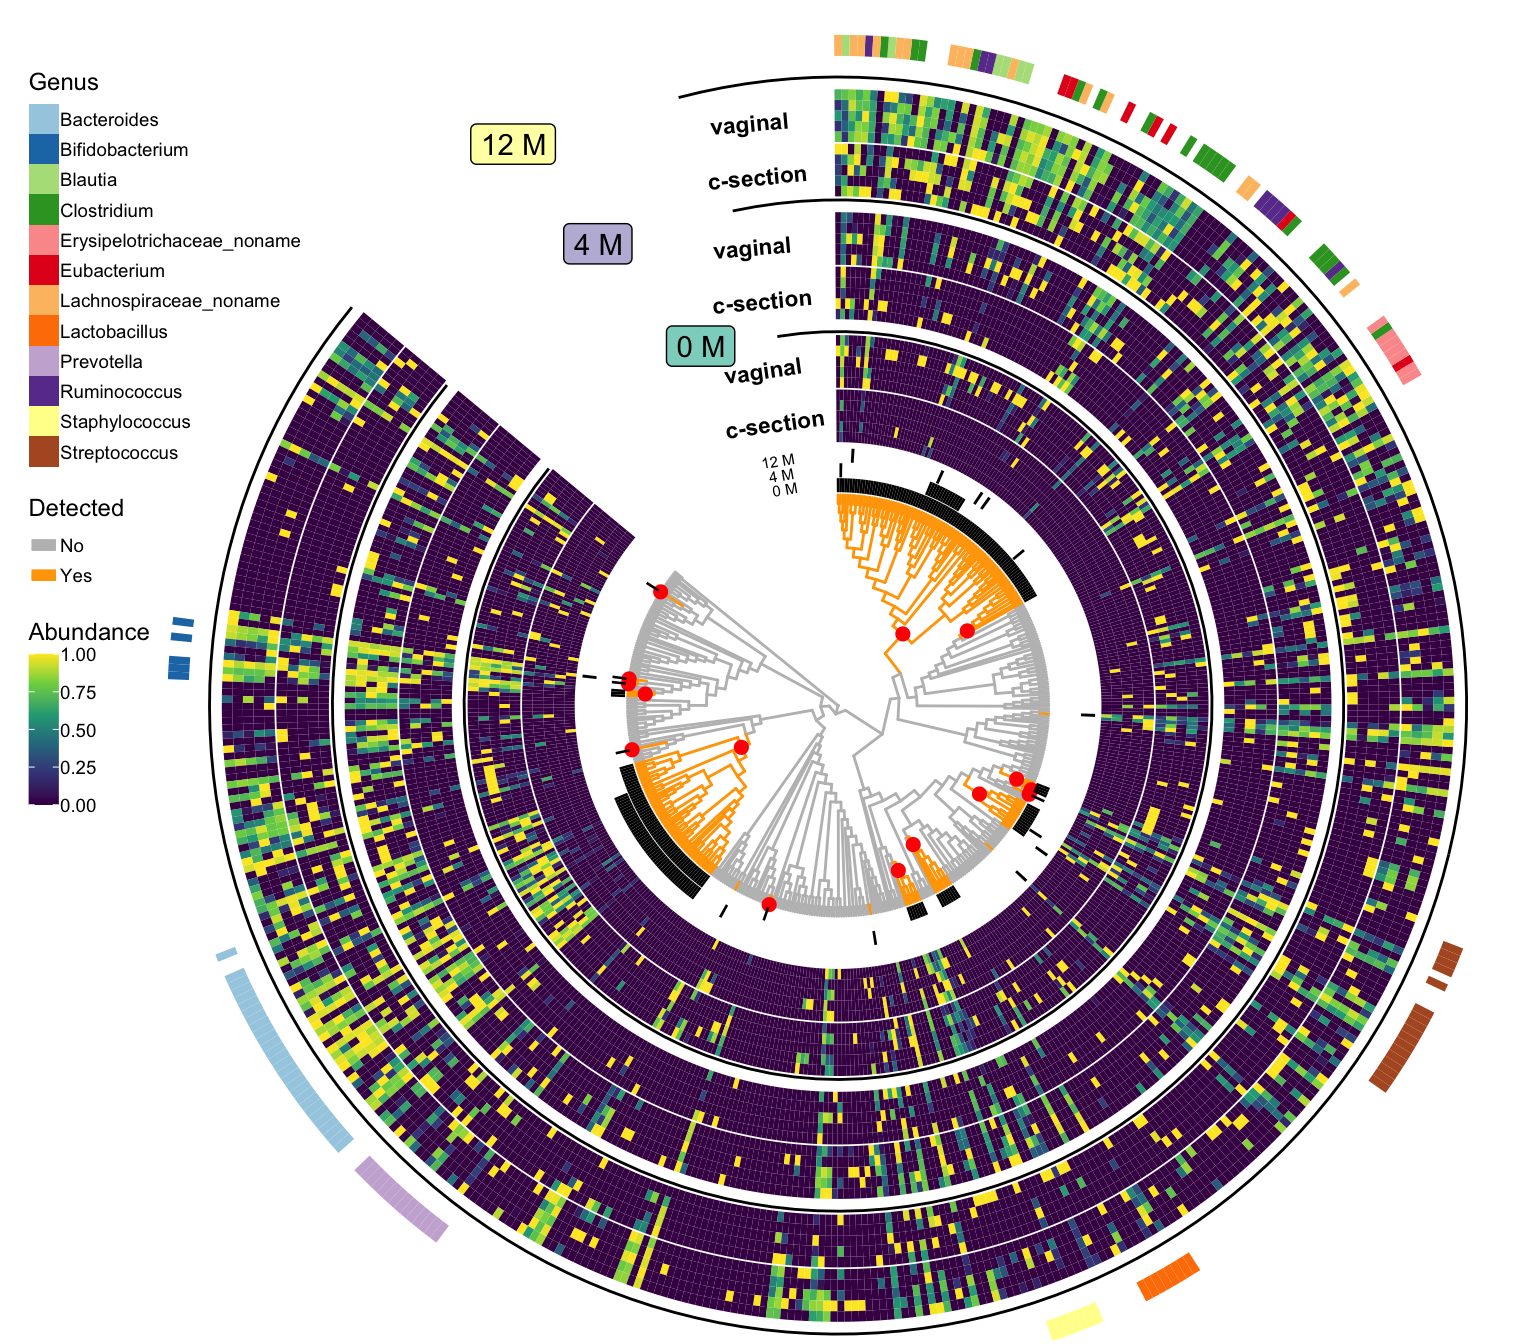 Genus
Bacteroides
Bifidobacterium
Blautia
Clostridium
Erysipelotrichaceae_noname
Eubacterium
Lachnospiraceae_noname
Lactobacillus
Prevotella
Ruminococcus
Staphylococcus
Streptococcus
Detected
No
Yes
Abundance
1.00
0.75
0.50
0.25
0.00
12 M
vaginal
c-section
4 M
vaginal
c-section
0 M
vaginal
c-section
12 M
4 M
0 M